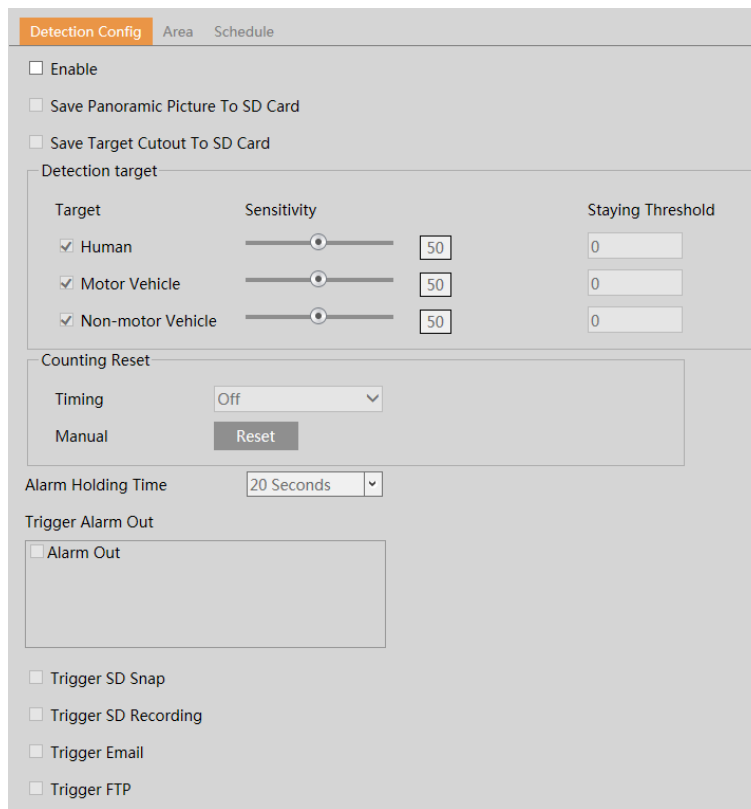 Detection Config Area Schedule
Enable
Save Panoramic Picture To SD Card
Save Target Cutout To SD Card
Detection target
Target Sensitivity Staying Threshold
Human 50 0
Motor Vehicle 50 0
Non-motor Vehicle 50 0
Counting Reset
Timing Off
Manual Reset
Alarm Holding Time 20 Seconds
Trigger Alarm Out
Alarm Out
Trigger SD Snap
Trigger SD Recording
Trigger Email
Trigger FTP